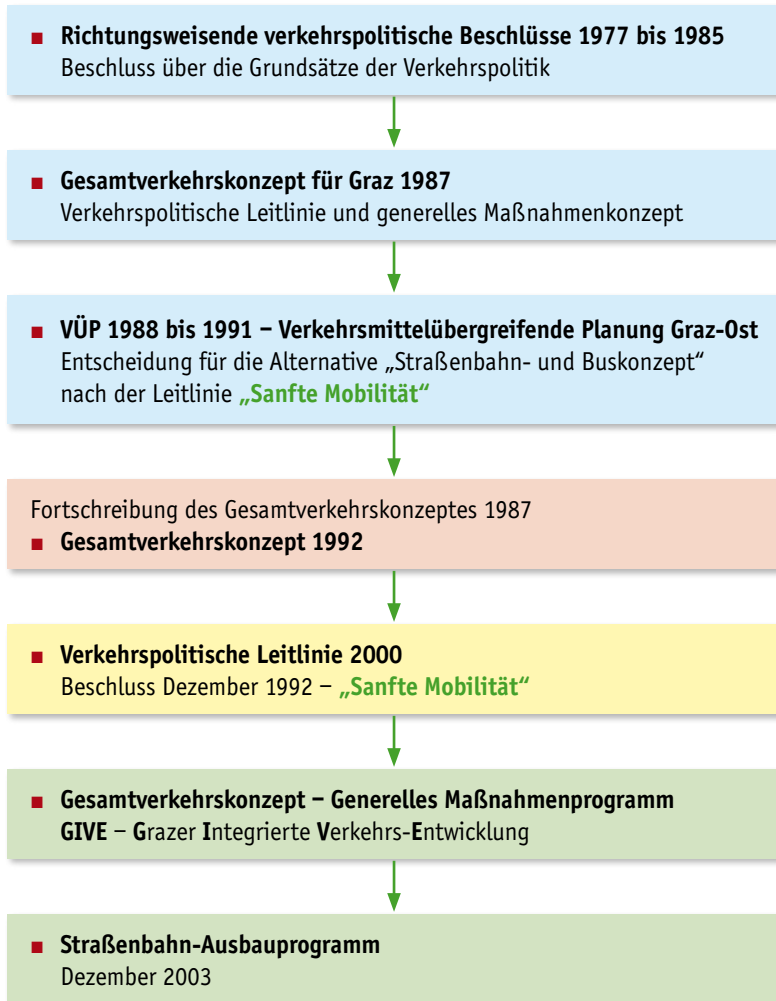 ■ Richtungsweisende verkehrspolitische Beschlüsse 1977 bis 1985
Beschluss über die Grundsätze der Verkehrspolitik
■ Gesamtverkehrskonzept für Graz 1987
Verkehrspolitische Leitlinie und generelles Maßnahmenkonzept
■ VÜP 1988 bis 1991 – Verkehrsmittelübergreifende Planung Graz-Ost
Entscheidung für die Alternative „Straßenbahn- und Buskonzept“
nach der Leitlinie „Sanfte Mobilität“
Fortschreibung des Gesamtverkehrskonzeptes 1987
■ Gesamtverkehrskonzept 1992
■ Verkehrspolitische Leitlinie 2000
Beschluss Dezember 1992 – „Sanfte Mobilität“
■ Gesamtverkehrskonzept – Generelles Maßnahmenprogramm
GIVE – Grazer Integrierte Verkehrs-Entwicklung
■ Straßenbahn-Ausbauprogramm
Dezember 2003